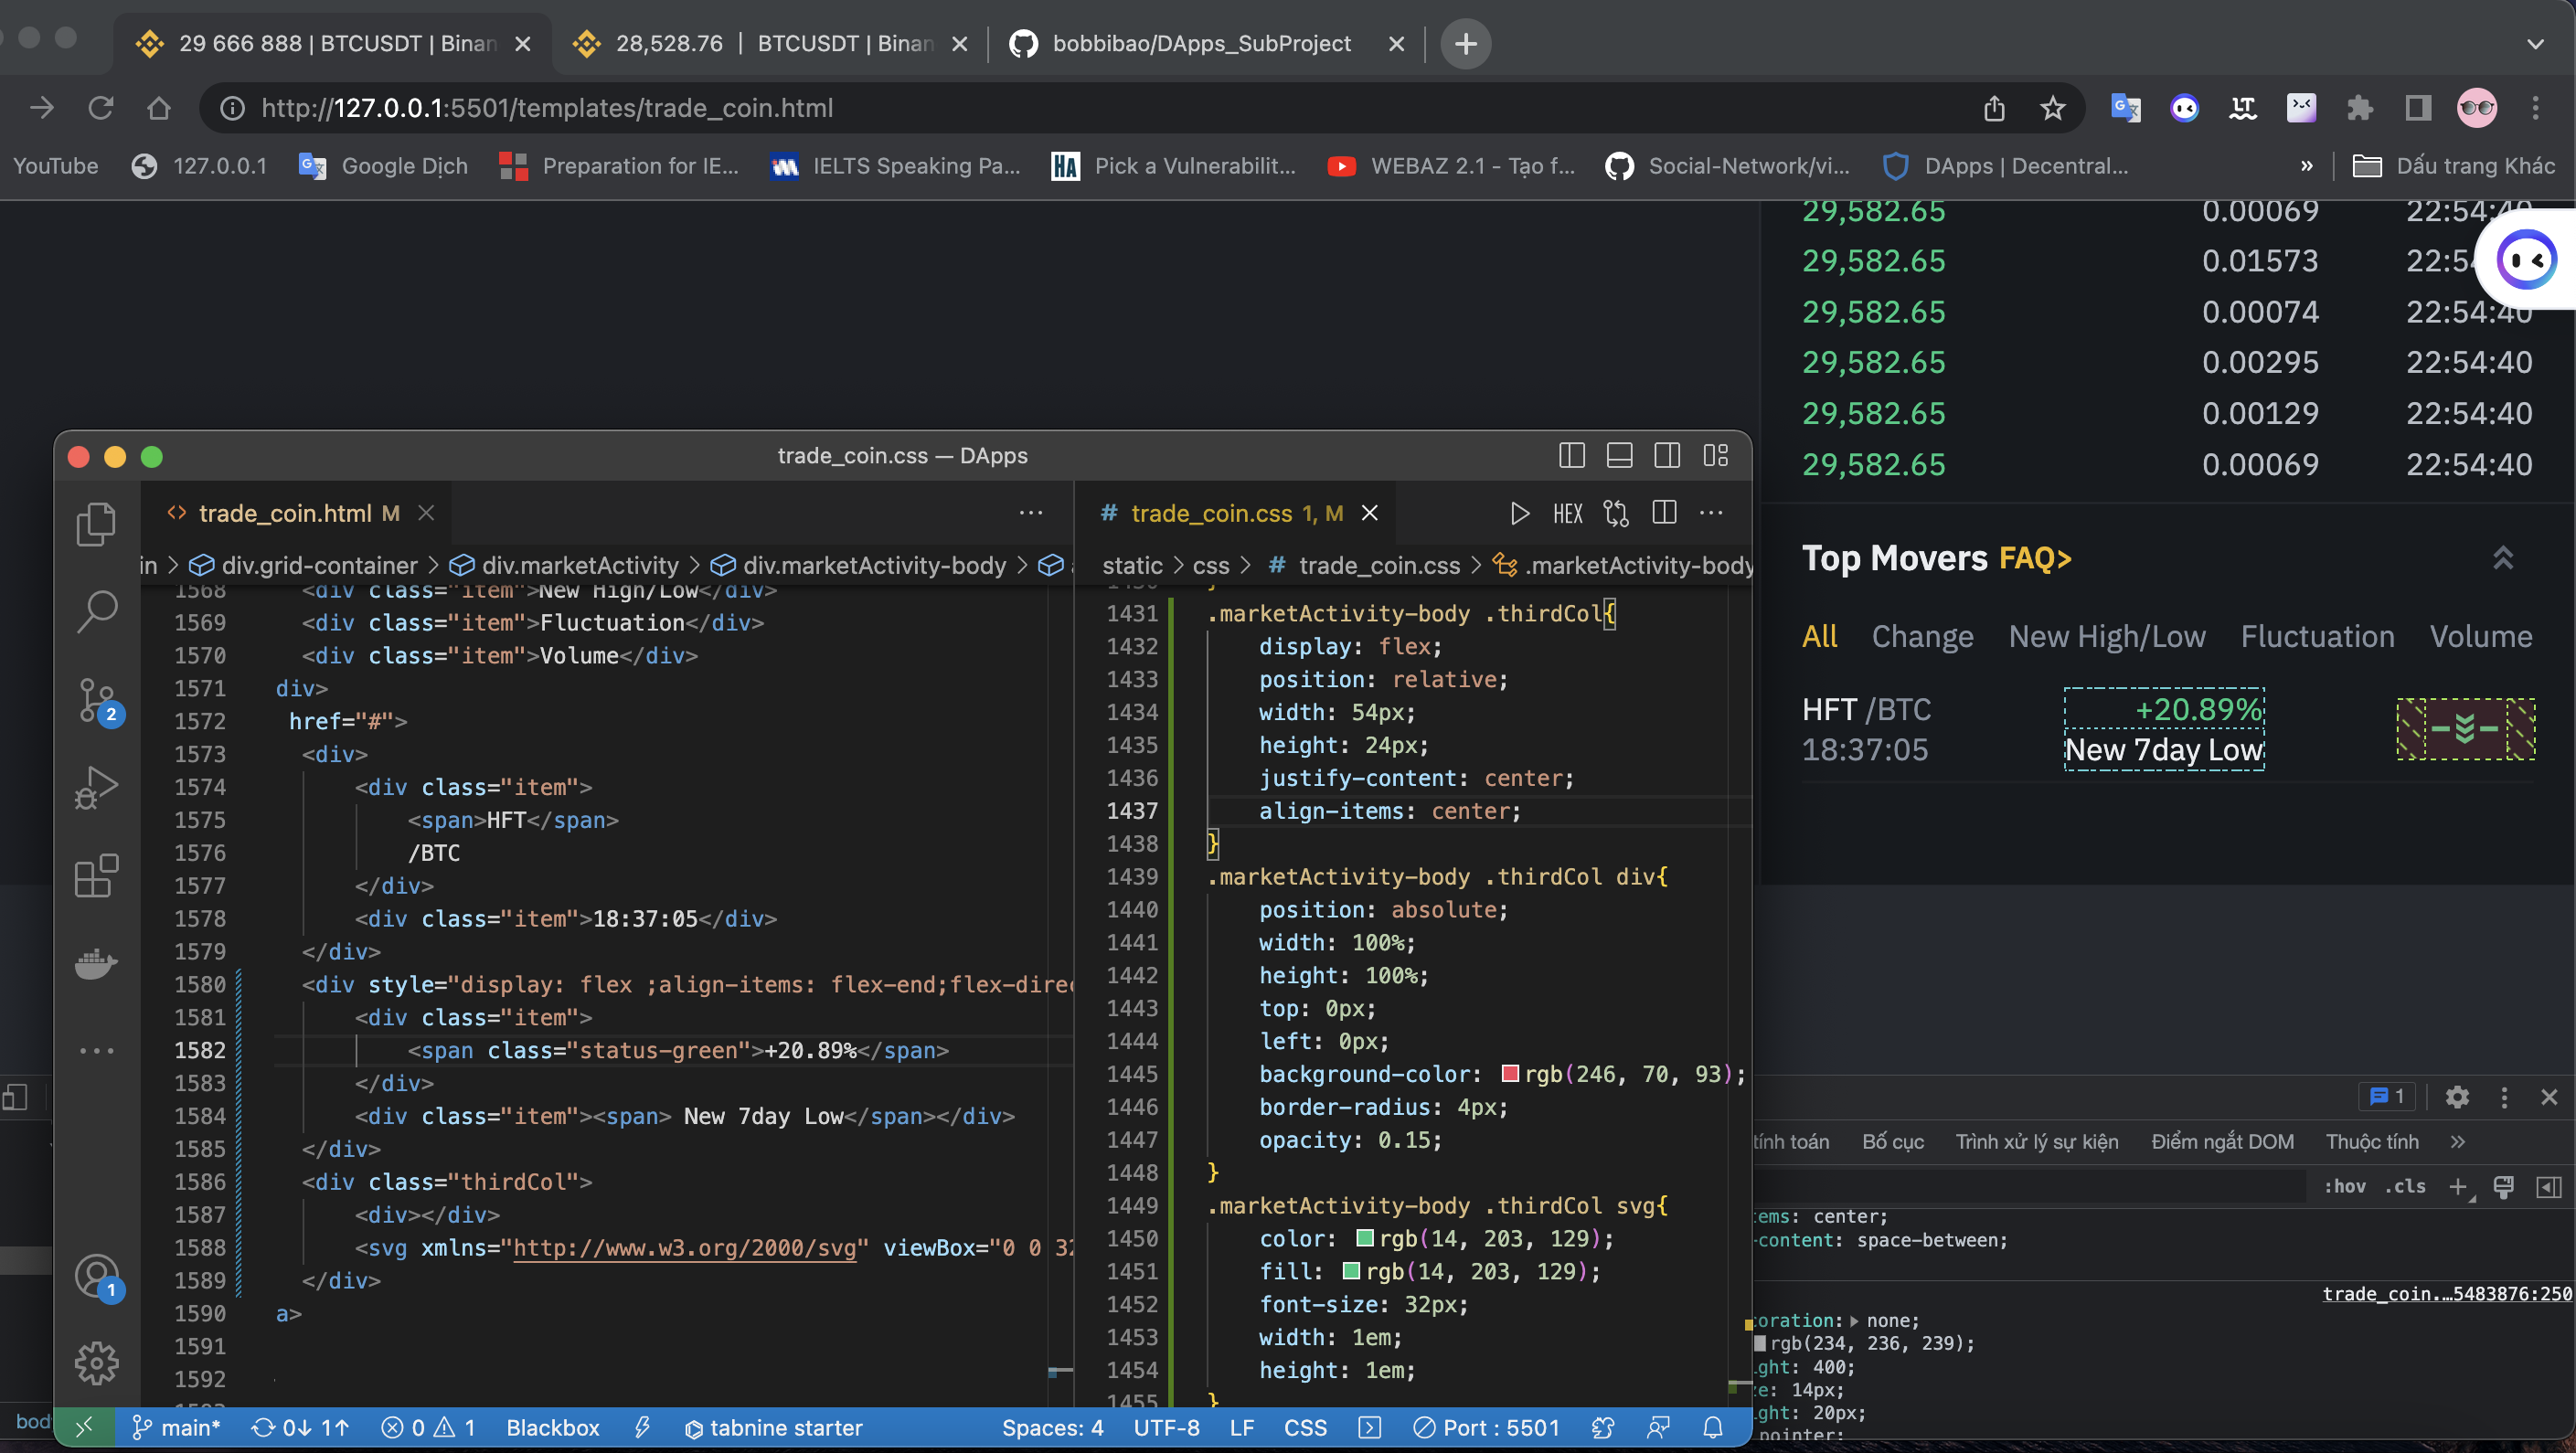 29 666 888 | BTCUSDT | Binan
28,528.76 | BTCUSDT | Binan
bobbibao/DApps_SubProject
http://127.0.0.1:5501/templates/trade_coin.html
YouTube
127.0.0.1
Google Dịch
Preparation for IE...
IELTS Speaking Pa...
HA Pick a Vulnerabilit...
WEBAZ 2.1 - Tạo f...
Social-Network/vi...
DApps | Decentral...
»
Dấu trang Khác
29,582.65 0.00069 22:54:40
29,582.65 0.01573 22:54
29,582.65 0.00074 22:54:40
29,582.65 0.00295 22:54:40
29,582.65 0.00129 22:54:40
29,582.65 0.00069 22:54:40
Top Movers FAQ>
All Change New High/Low Fluctuation Volume
HFT /BTC +20.89%
18:37:05 New 7day Low
trade_coin.css — DApps
<> trade_coin.html M
in > div.grid-container > div.marketActivity > div.marketActivity-body >
1568 <div class="item">New High/Low</div>
1569 <div class="item">Fluctuation</div>
1570 <div class="item">Volume</div>
1571 div>
1572 href="#">
1573 <div>
1574 <div class="item">
1575 <span>HFT</span>
1576 /BTC
1577 </div>
1578 <div class="item">18:37:05</div>
1579 </div>
1580 <div style="display: flex ;align-items: flex-end;flex-direc
1581 <div class="item">
1582 <span class="status-green">+20.89%</span>
1583 </div>
1584 <div class="item"><span> New 7day Low</span></div>
1585 </div>
1586 <div class="thirdCol">
1587 <div></div>
1588 <svg xmlns="http://www.w3.org/2000/svg" viewBox="0 0 32
1589 </div>
1590 a>
1591
1592
# trade_coin.css 1, M
HEX
static > css > # trade_coin.css > .marketActivity-body
1431 .marketActivity-body .thirdCol{
1432 display: flex;
1433 position: relative;
1434 width: 54px;
1435 height: 24px;
1436 justify-content: center;
1437 align-items: center;
1438 }
1439 .marketActivity-body .thirdCol div{
1440 position: absolute;
1441 width: 100%;
1442 height: 100%;
1443 top: 0px;
1444 left: 0px;
1445 background-color: rgb(246, 70, 93);
1446 border-radius: 4px;
1447 opacity: 0.15;
1448 }
1449 .marketActivity-body .thirdCol svg{
1450 color: rgb(14, 203, 129);
1451 fill: rgb(14, 203, 129);
1452 font-size: 32px;
1453 width: 1em;
1454 height: 1em;
1455 }
2
1
main* 0↓ 1↑ 0 1 Blackbox tabnine starter Spaces: 4 UTF-8 LF CSS Port : 5501
1
tính toán Bố cục Trình xử lý sự kiện Điểm ngắt DOM Thuộc tính »
:hov .cls +
ems: center;
-content: space-between;
trade_coin.…5483876:250
oration: none;
rgb(234, 236, 239);
ght: 400;
ze: 14px;
ght: 20px;
pointer;
body